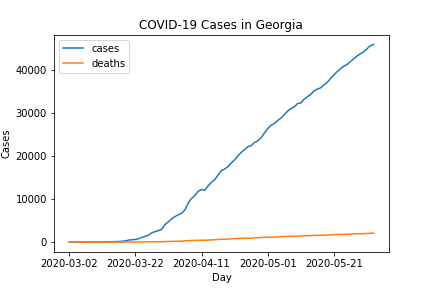 COVID-19 Cases in Georgia
cases
deaths
40000
30000
20000
10000
0
Cases
2020-03-02 2020-03-22 2020-04-11 2020-05-01 2020-05-21
Day